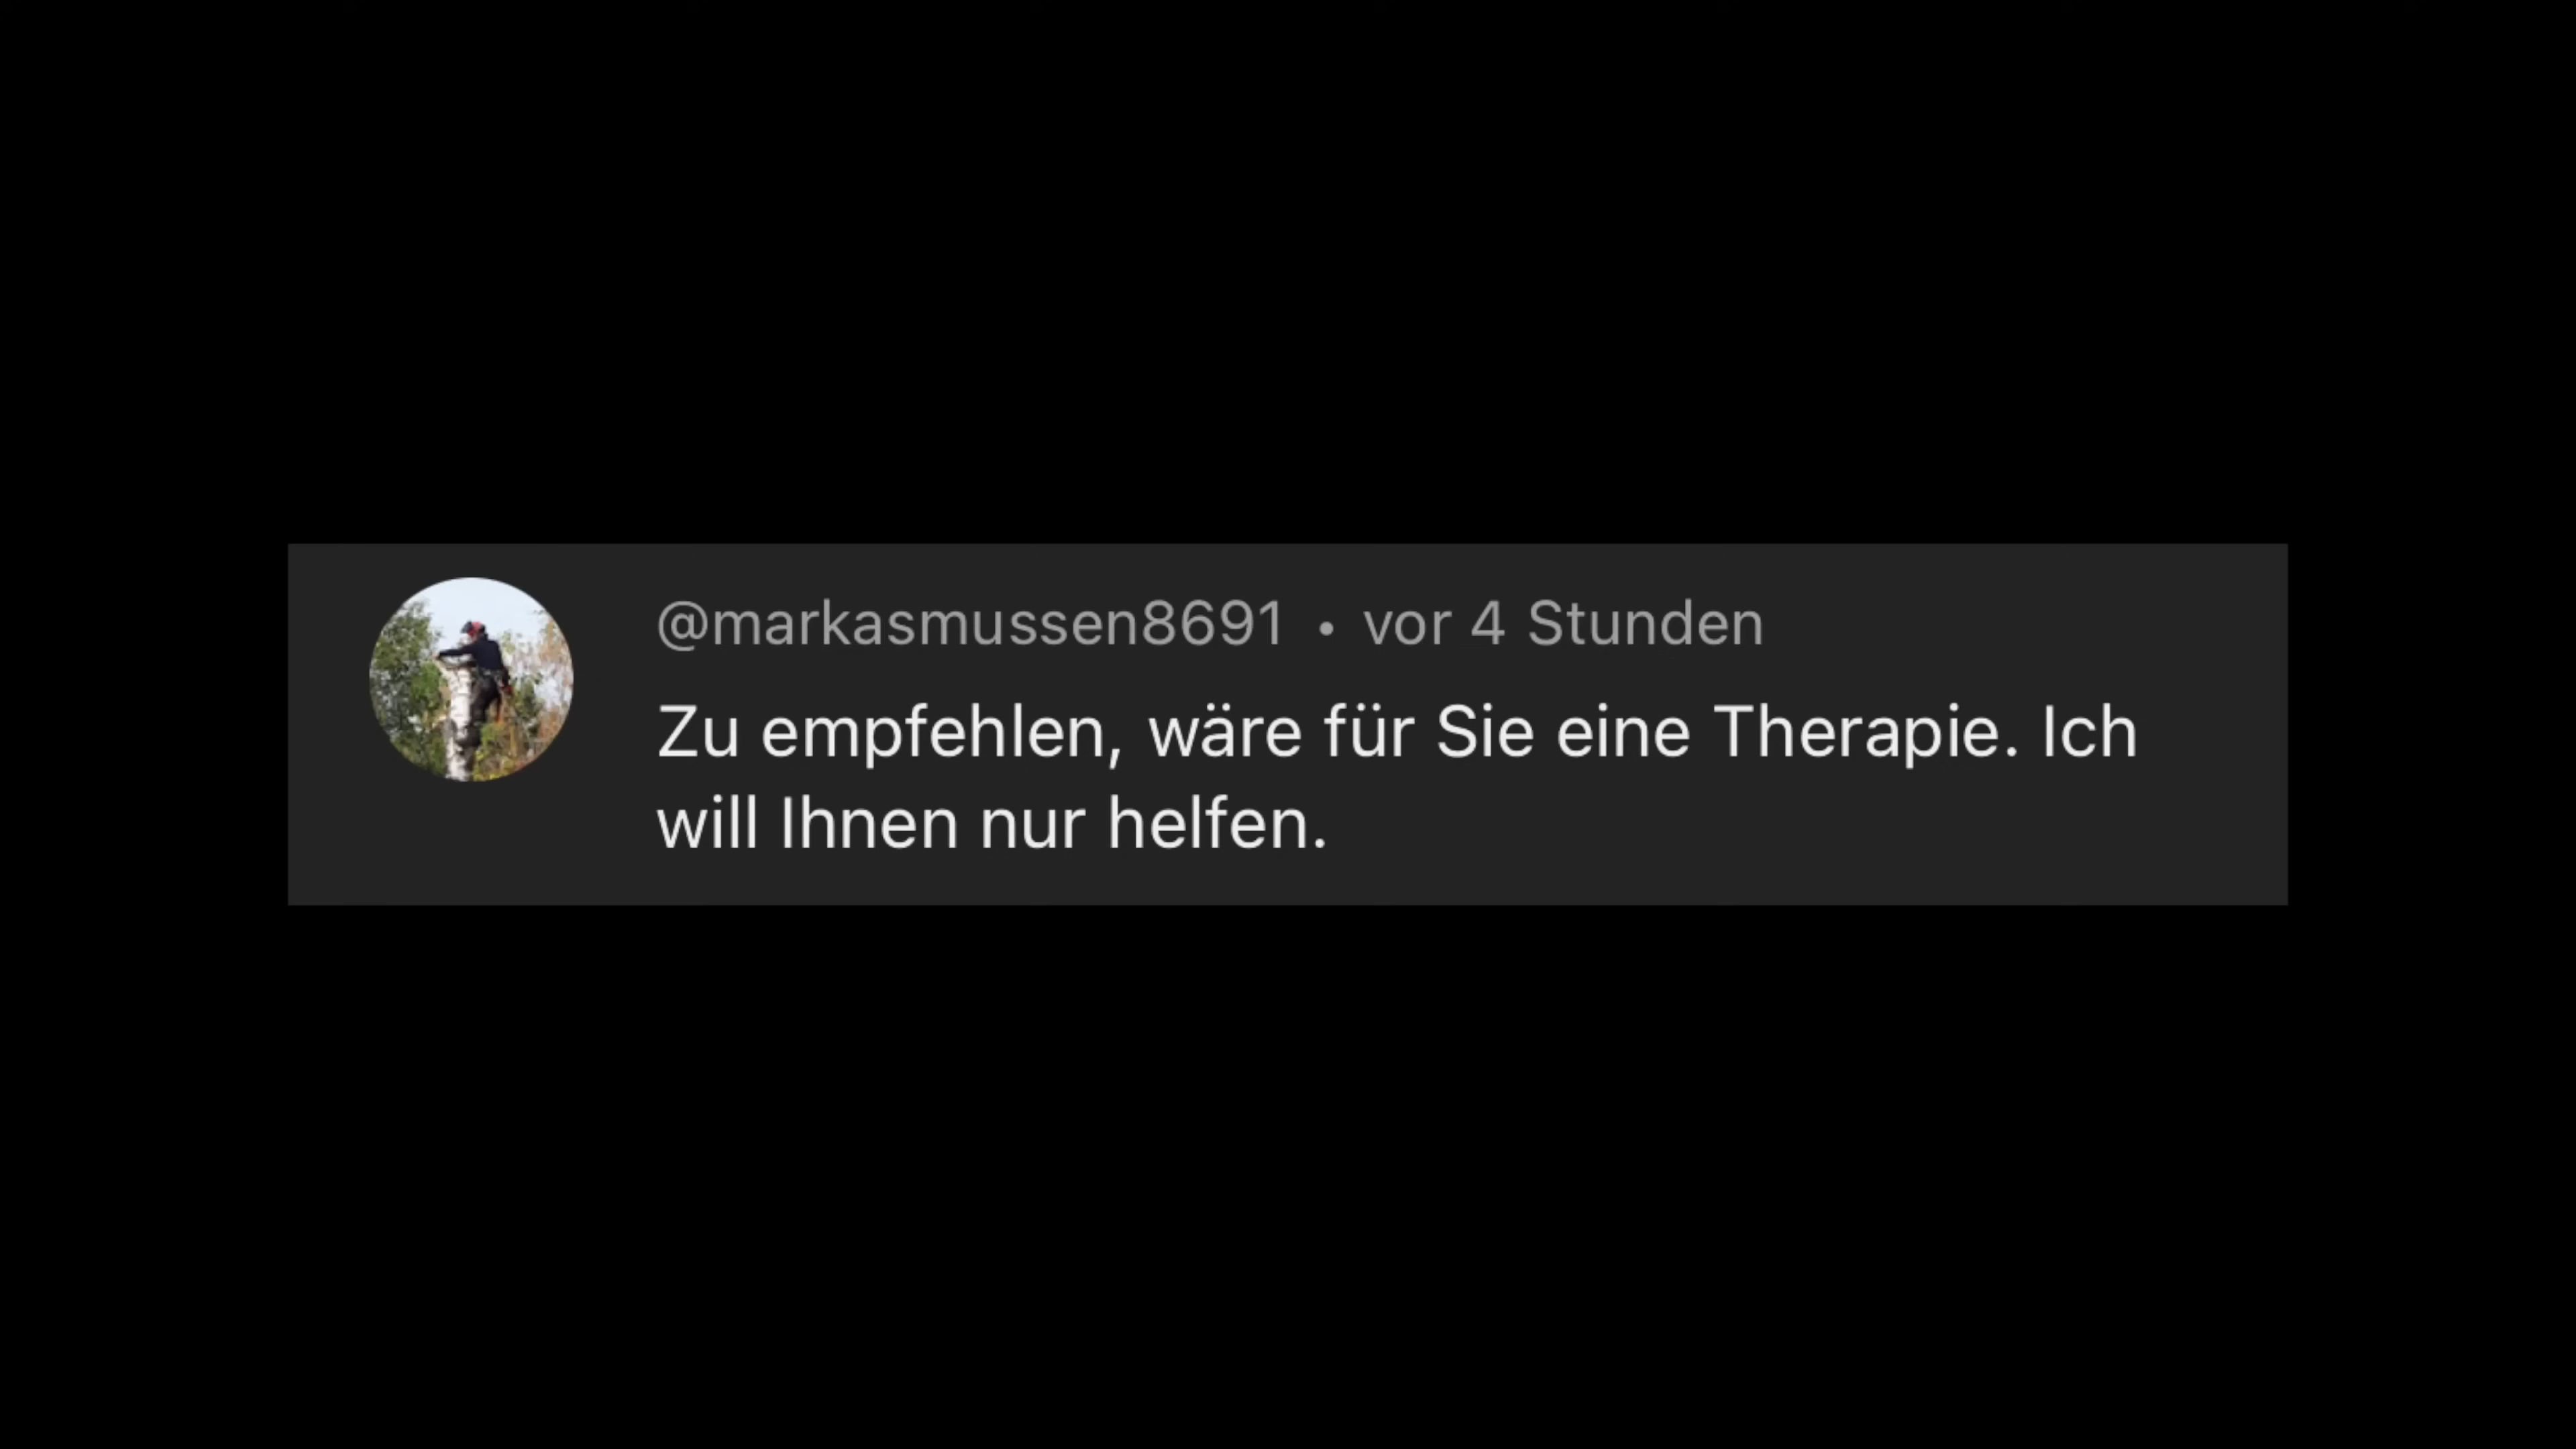 @markasmussen8691 • vor 4 Stunden
Zu empfehlen, wäre für Sie eine Therapie. Ich
will Ihnen nur helfen.